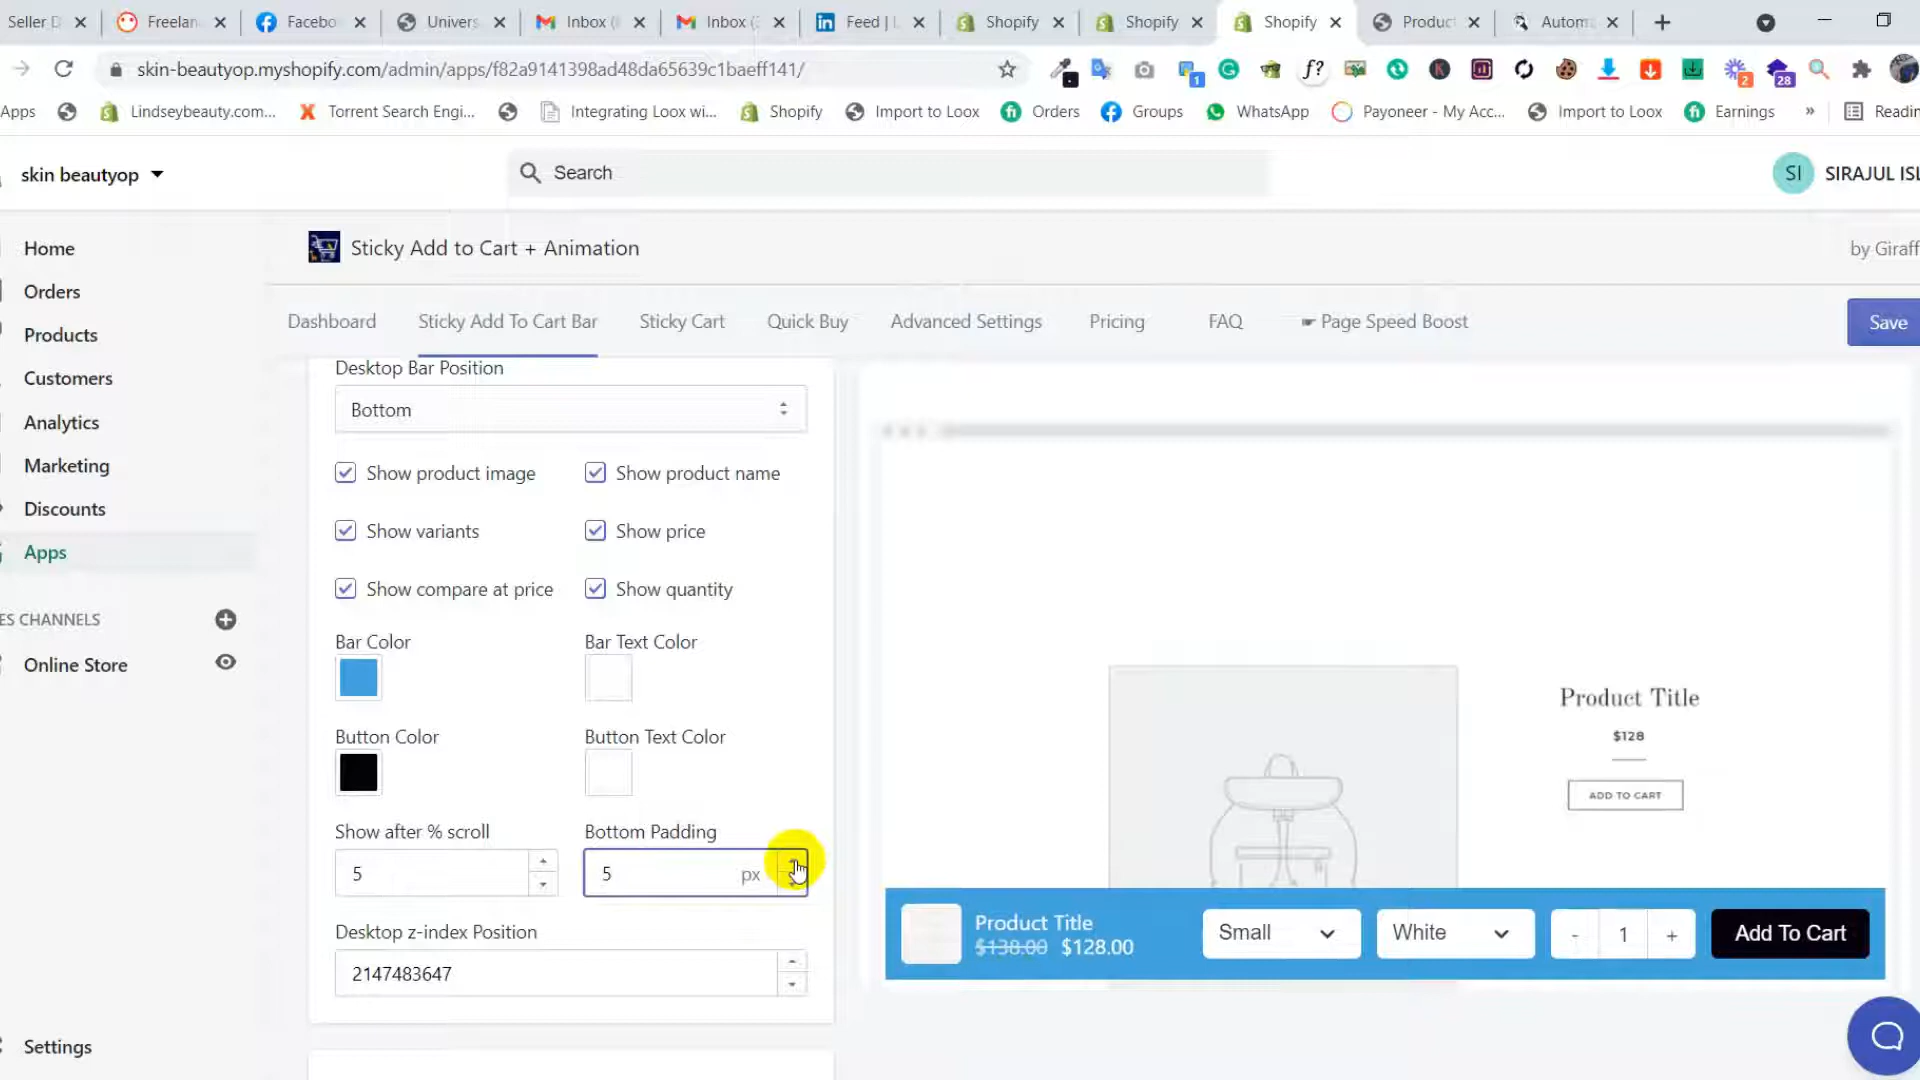 Seller D
Freelan
Facebo
Univers
Inbox (
Inbox (
Feed | L
Shopify
Shopify
Shopify
Product
Autom
skin-beautyop.myshopify.com/admin/apps/f82a9141398ad48da65639c1baeff141/
f?
1
2
28
Apps
Lindseybeauty.com...
Torrent Search Engi...
Integrating Loox wi...
Shopify
Import to Loox
Orders
Groups
WhatsApp
Payoneer - My Acc...
Import to Loox
Earnings
»
Readin
skin beautyop
Search
SI
SIRAJUL ISL
Home
Orders
Products
Customers
Analytics
Marketing
Discounts
Apps
ES CHANNELS
Online Store
Settings
Sticky Add to Cart + Animation
by Giraff
Dashboard
Sticky Add To Cart Bar
Sticky Cart
Quick Buy
Advanced Settings
Pricing
FAQ
☛ Page Speed Boost
Save
Desktop Bar Position
Bottom
Show product image
Show product name
Show variants
Show price
Show compare at price
Show quantity
Bar Color
Bar Text Color
Button Color
Button Text Color
Show after % scroll
Bottom Padding
5
5 px
Desktop z-index Position
2147483647
Product Title
$128
ADD TO CART
Product Title
$138.00 $128.00
Small
White
- 1 +
Add To Cart